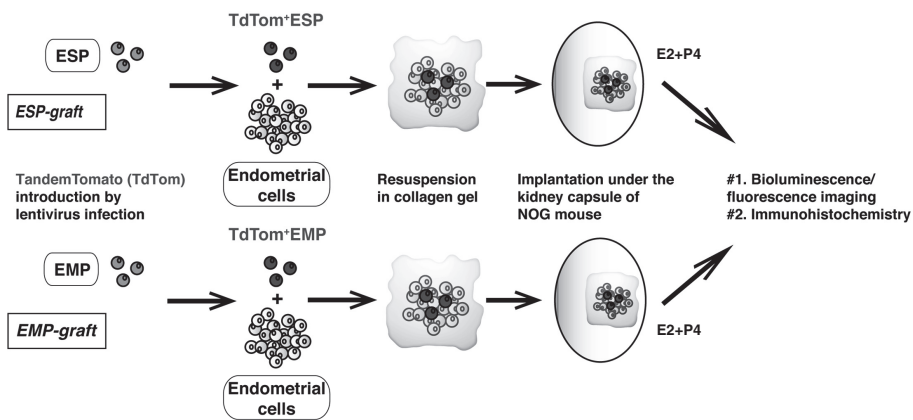 TdTom+ESP
ESP
ESP-graft
+
Endometrial
cells
E2+P4
TandemTomato (TdTom)
introduction by
lentivirus infection
Resuspension
in collagen gel
Implantation under the
kidney capsule of
NOG mouse
#1. Bioluminescence/
fluorescence imaging
#2. Immunohistochemistry
TdTom+EMP
EMP
EMP-graft
+
Endometrial
cells
E2+P4